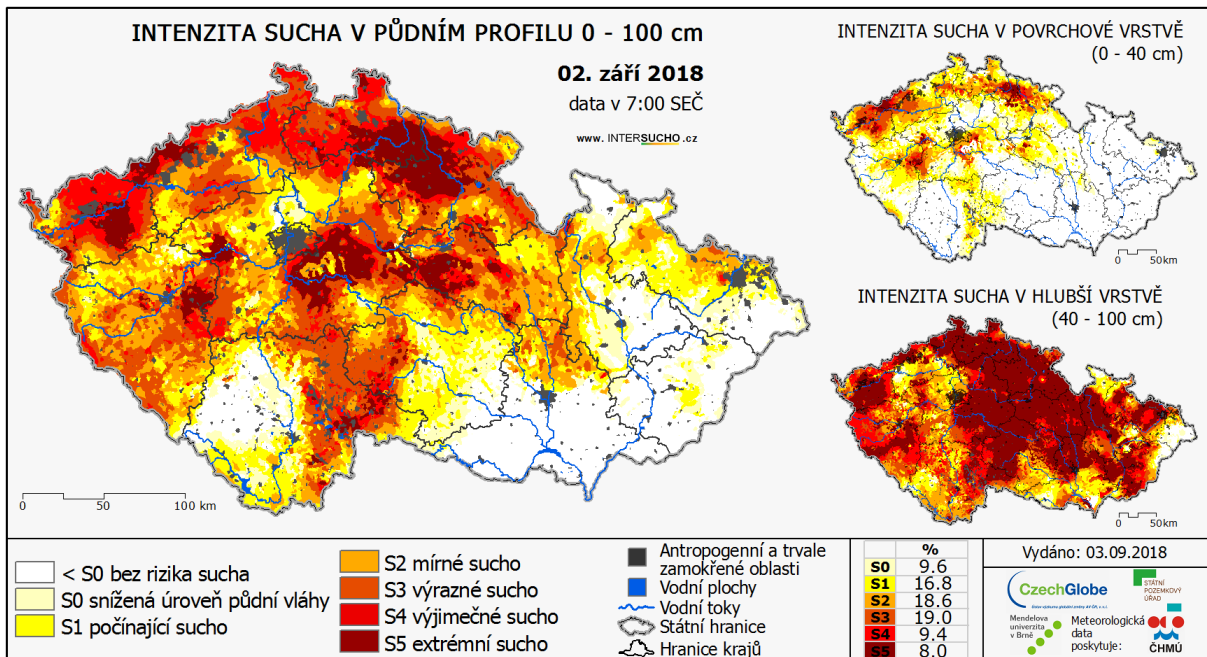 INTENZITA SUCHA V PŮDNÍM PROFILU 0 - 100 cm
02. září 2018
data v 7:00 SEČ
www. INTERSUCHO .cz
0 50 100 km
INTENZITA SUCHA V POVRCHOVÉ VRSTVĚ
(0 - 40 cm)
0 50km
INTENZITA SUCHA V HLUBŠÍ VRSTVĚ
(40 - 100 cm)
0 50km
< S0 bez rizika sucha
S0 snížená úroveň půdní vláhy
S1 počínající sucho
S2 mírné sucho
S3 výrazné sucho
S4 výjimečné sucho
S5 extrémní sucho
Antropogenní a trvale
zamokřené oblasti
Vodní plochy
Vodní toky
Státní hranice
Hranice krajů
%
S0 9.6
S1 16.8
S2 18.6
S3 19.0
S4 9.4
S5 8.0
Vydáno: 03.09.2018
CzechGlobe
STÁTNÍ
POZEMKOVÝ
ÚŘAD
Mendelova
univerzita
v Brně
Meteorologická
data
poskytuje:
ČHMÚ